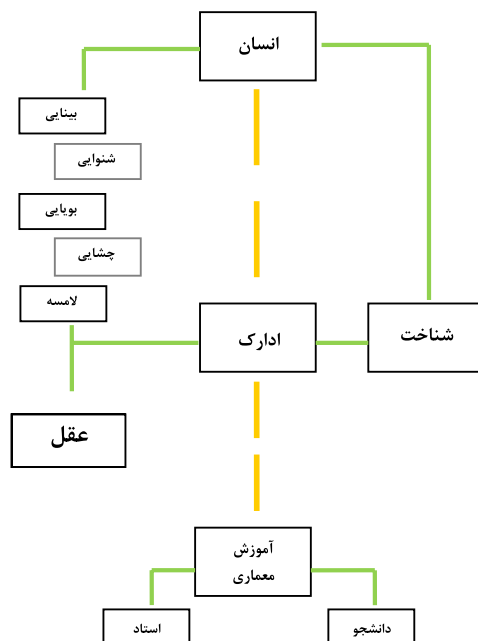 انسان
بینایی
شنوایی
بویایی
چشایی
لامسه
شناخت
ادارک
عقل
آموزش
معماری
دانشجو
استاد